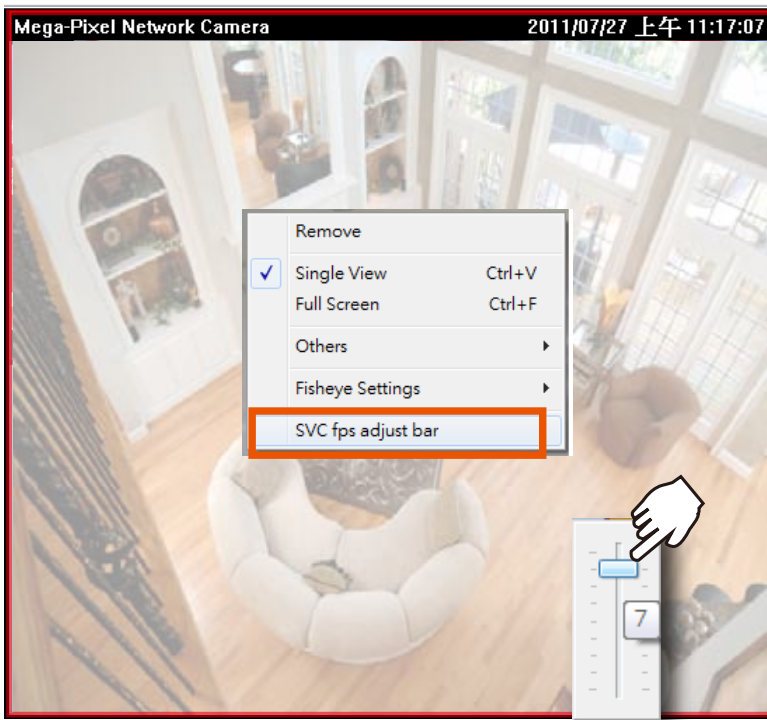 Mega-Pixel Network Camera 2011/07/27 上午 11:17:07
Remove
Single View Ctrl+V
Full Screen Ctrl+F
Others
Fisheye Settings
SVC fps adjust bar
7